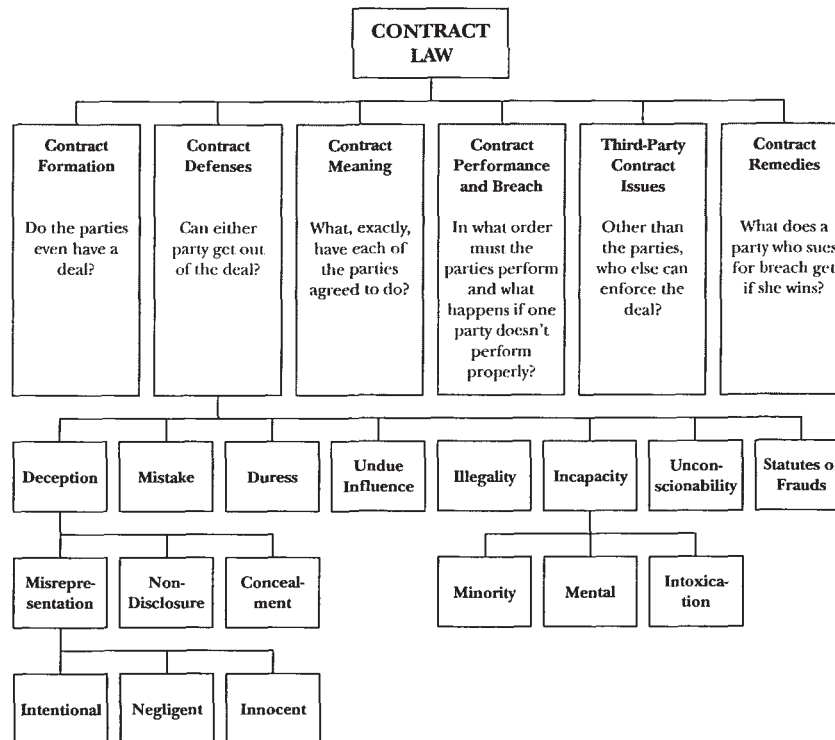 CONTRACT
LAW
Contract
Formation
Do the parties
even have a
deal?
Contract
Defenses
Can either
party get out
of the deal?
Contract
Meaning
What, exactly,
have each of
the parties
agreed to do?
Contract
Performance
and Breach
In what order
must the
parties perform
and what
happens if one
party doesn't
perform
properly?
Third-Party
Contract
Issues
Other than
the parties,
who else can
enforce the
deal?
Contract
Remedies
What does a
party who sues
for breach get
if she wins?
Deception
Mistake
Duress
Undue
Influence
Illegality
Incapacity
Uncon-
scionability
Statutes o
Frauds
Misrepre-
sentation
Non-
Disclosure
Conceal-
ment
Minority
Mental
Intoxica-
tion
Intentional
Negligent
Innocent